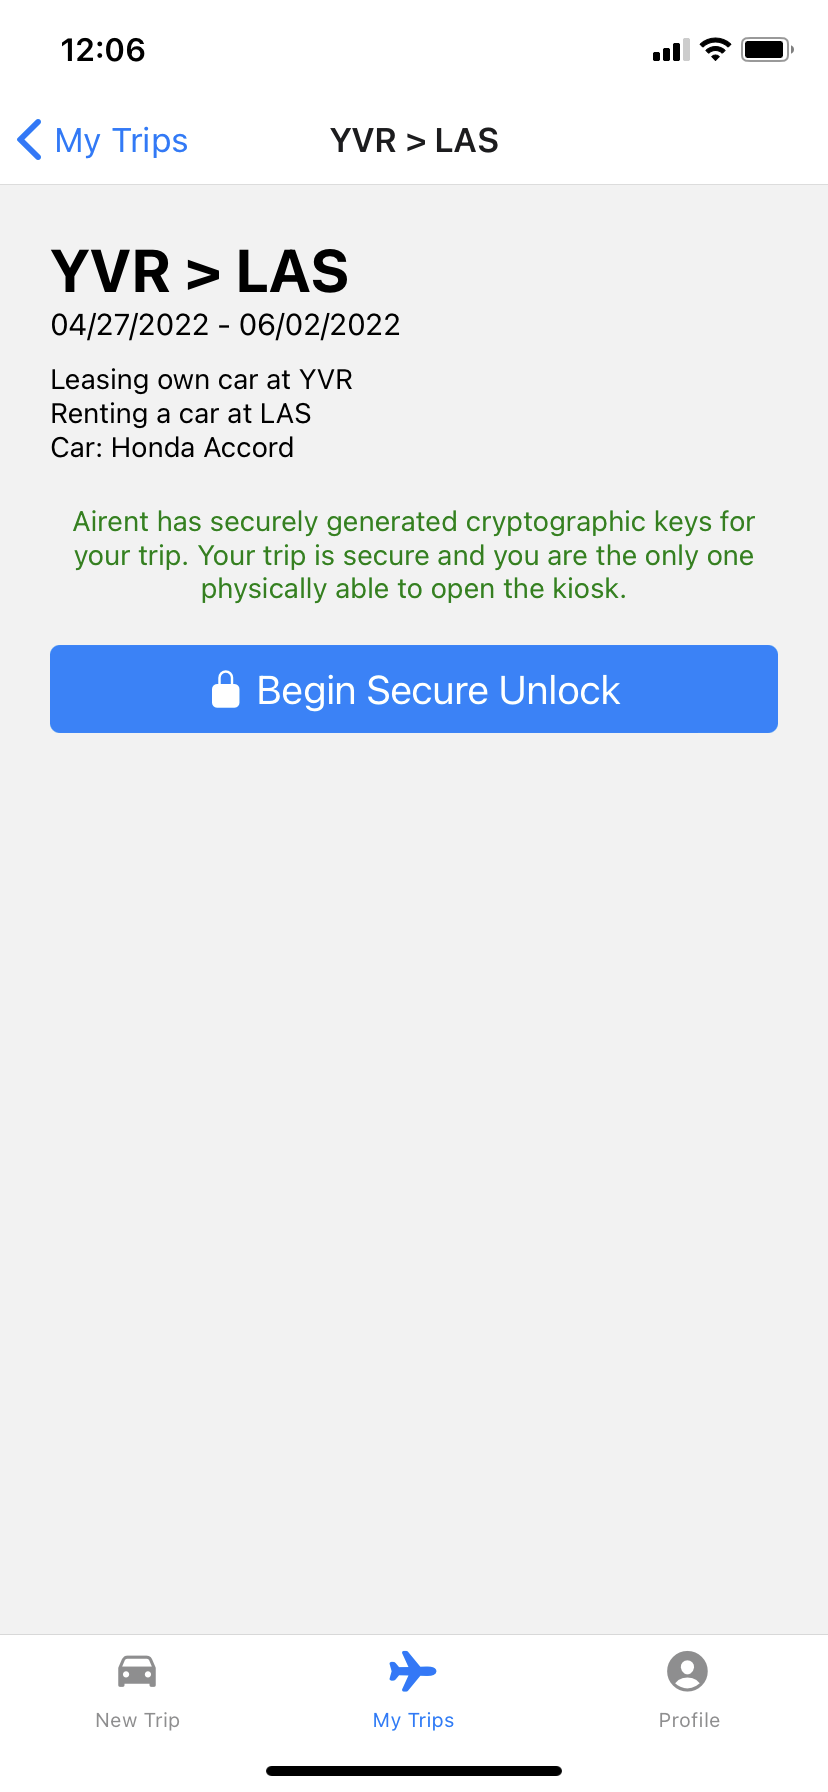 12:06
My Trips
YVR > LAS
YVR > LAS
04/27/2022 - 06/02/2022
Leasing own car at YVR
Renting a car at LAS
Car: Honda Accord
Airent has securely generated cryptographic keys for
your trip. Your trip is secure and you are the only one
physically able to open the kiosk.
Begin Secure Unlock
New Trip
My Trips
Profile